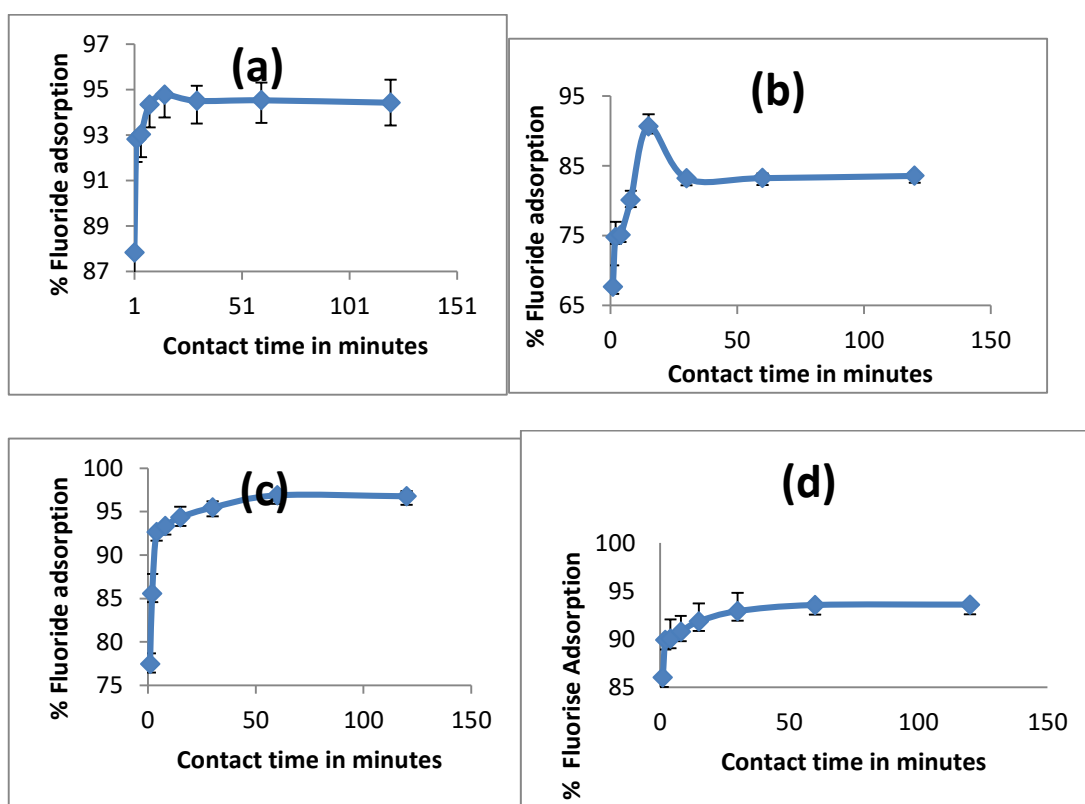 (a)
% Fluoride adsorption
97
95
93
91
89
87
1 51 101 151
Contact time in minutes
(b)
% Fluoride adsorption
95
85
75
65
0 50 100 150
Contact time in minutes
(c)
% Fluoride adsorption
100
95
90
85
80
75
0 50 100 150
Contact time in minutes
(d)
% Fluorise Adsorption
100
95
90
85
0 50 100 150
Contact time in minutes